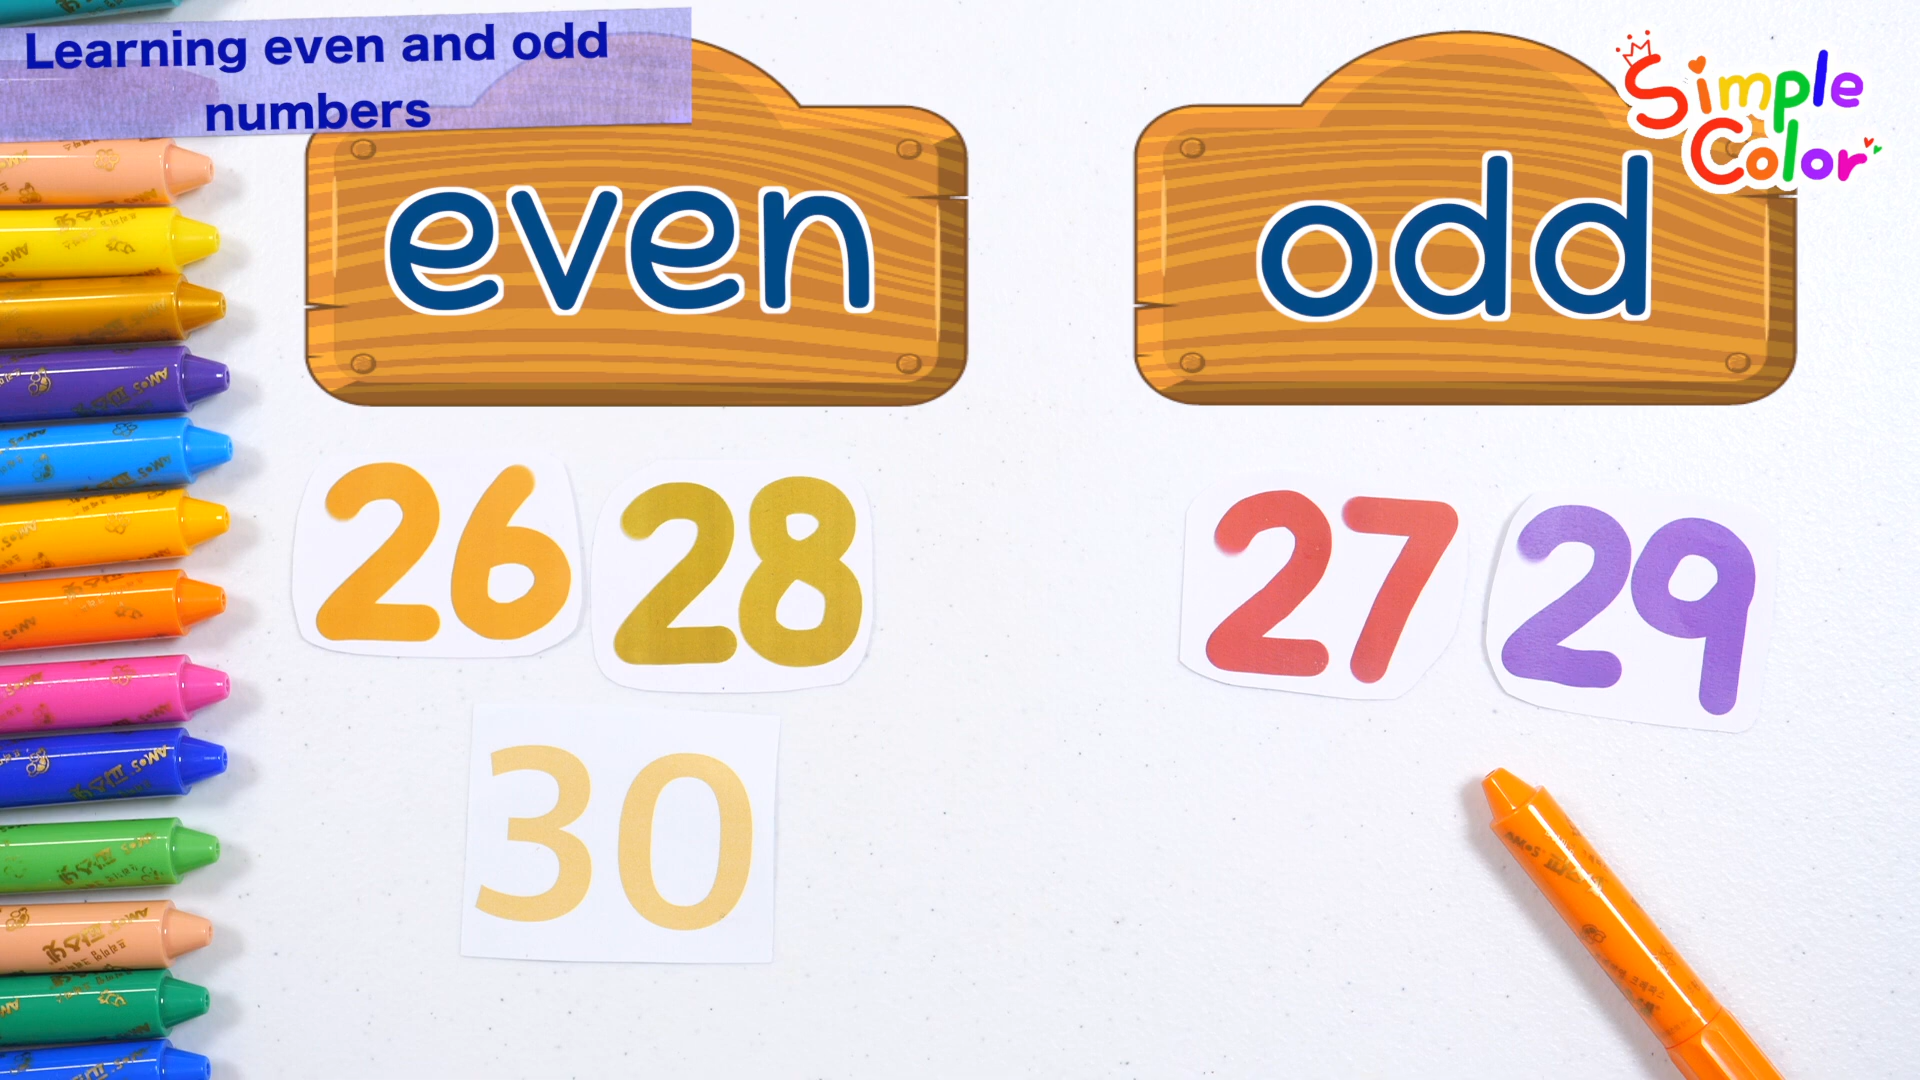 Learning even and odd
numbers
Simple
Color
even
odd
26
28
27
29
30